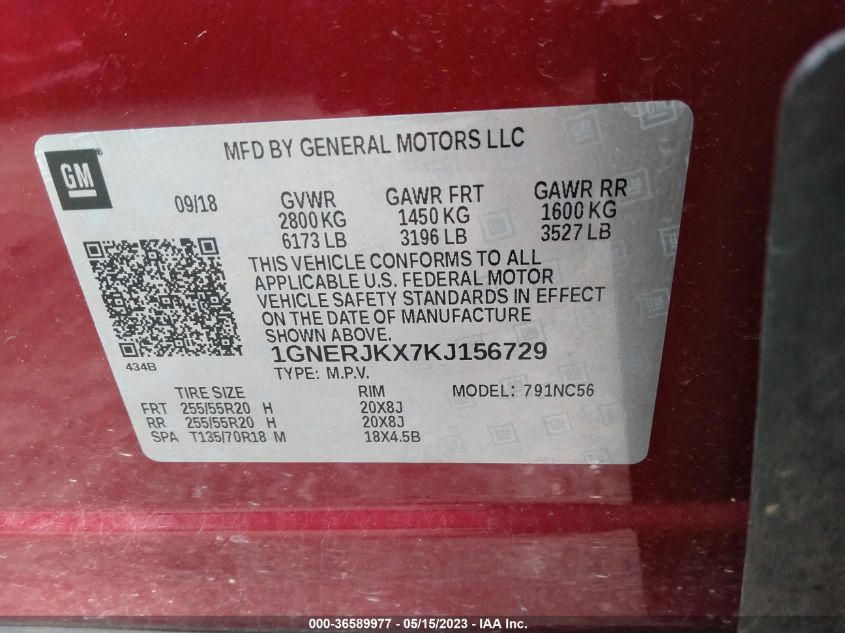 GM
MFD BY GENERAL MOTORS LLC
09/18 GVWR GAWR FRT GAWR RR
2800 KG 1450 KG 1600 KG
6173 LB 3196 LB 3527 LB
THIS VEHICLE CONFORMS TO ALL
APPLICABLE U.S. FEDERAL MOTOR
VEHICLE SAFETY STANDARDS IN EFFECT
ON THE DATE OF MANUFACTURE
SHOWN ABOVE.
434B
1GNERJKX7KJ156729
TYPE: M.P.V.
TIRE SIZE RIM MODEL: 791NC56
FRT 255/55R20 H 20X8J
RR 255/55R20 H 20X8J
SPA T135/70R18 M 18X4.5B
000-36589977 - 05/15/2023 - IAA Inc.